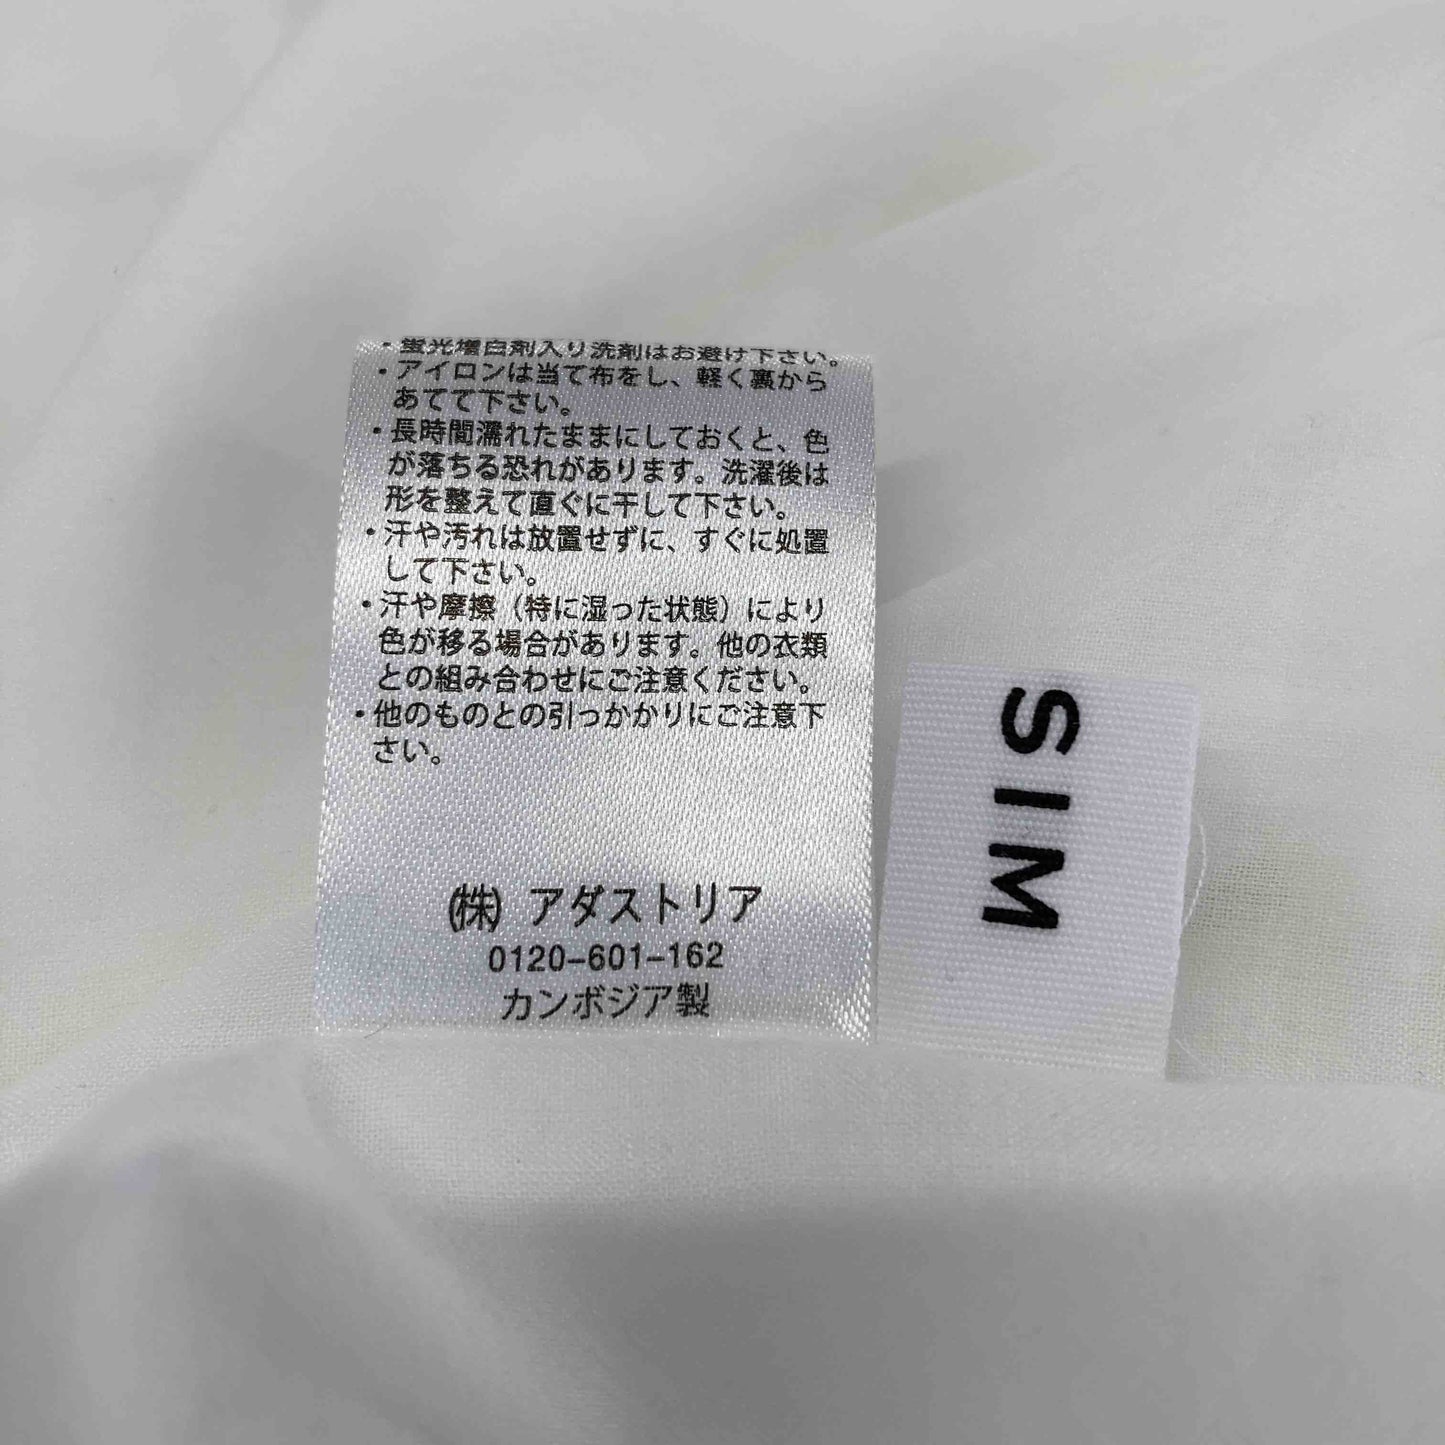 ・蛍光増白剤入り洗剤はお避け下さい。
・アイロンは当て布をし、軽く裏から
あてて下さい。
・長時間濡れたままにしておくと、色
が落ちる恐れがあります。洗濯後は
形を整えて直ぐに干して下さい。
・汗や汚れは放置せずに、すぐに処置
して下さい。
・汗や摩擦（特に湿った状態）により
色が移る場合があります。他の衣類
との組み合わせにご注意ください。
・他のものとの引っかかりにご注意下
さい。
㈱ アダストリア
0120-601-162
カンボジア製
SIM